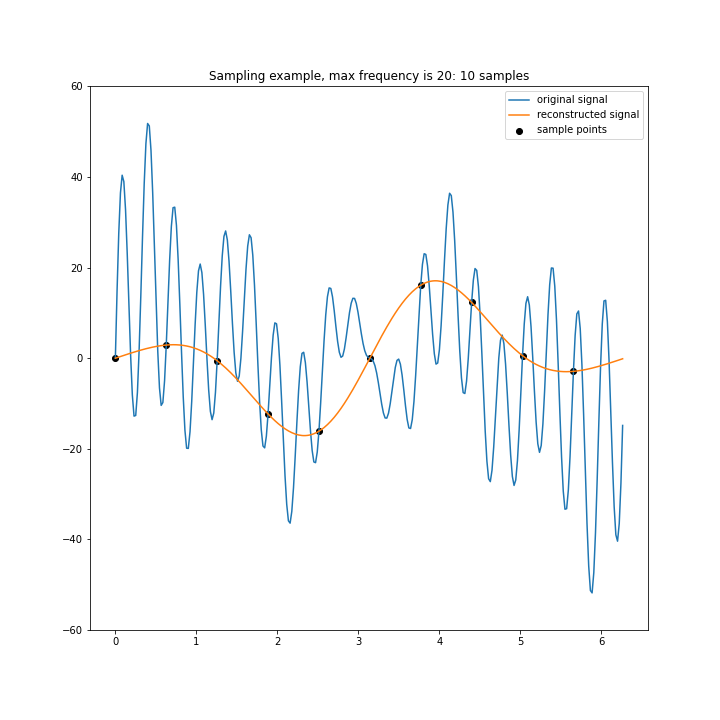 Sampling example, max frequency is 20: 10 samples
original signal
reconstructed signal
sample points
60
40
20
0
−20
−40
−60
0 1 2 3 4 5 6